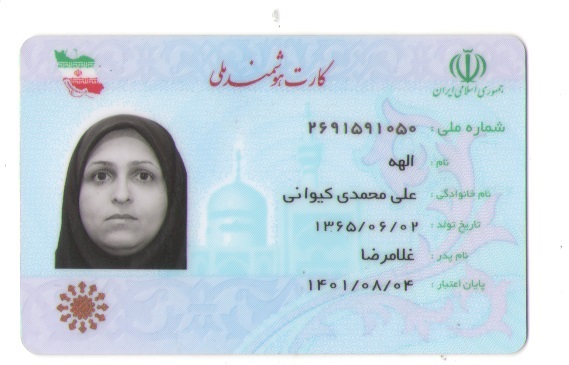 کارت هوشمند ملی
جمهوری اسلامی ایران
شماره ملی : ۲۶۹۱۵۹۱۰۵۰
نام : الهه
نام خانوادگی : علی محمدی کیوانی
تاریخ تولد : ۱۳۶۵/۰۶/۰۲
نام پدر : غلامرضا
پایان اعتبار : ۱۴۰۱/۰۸/۰۴